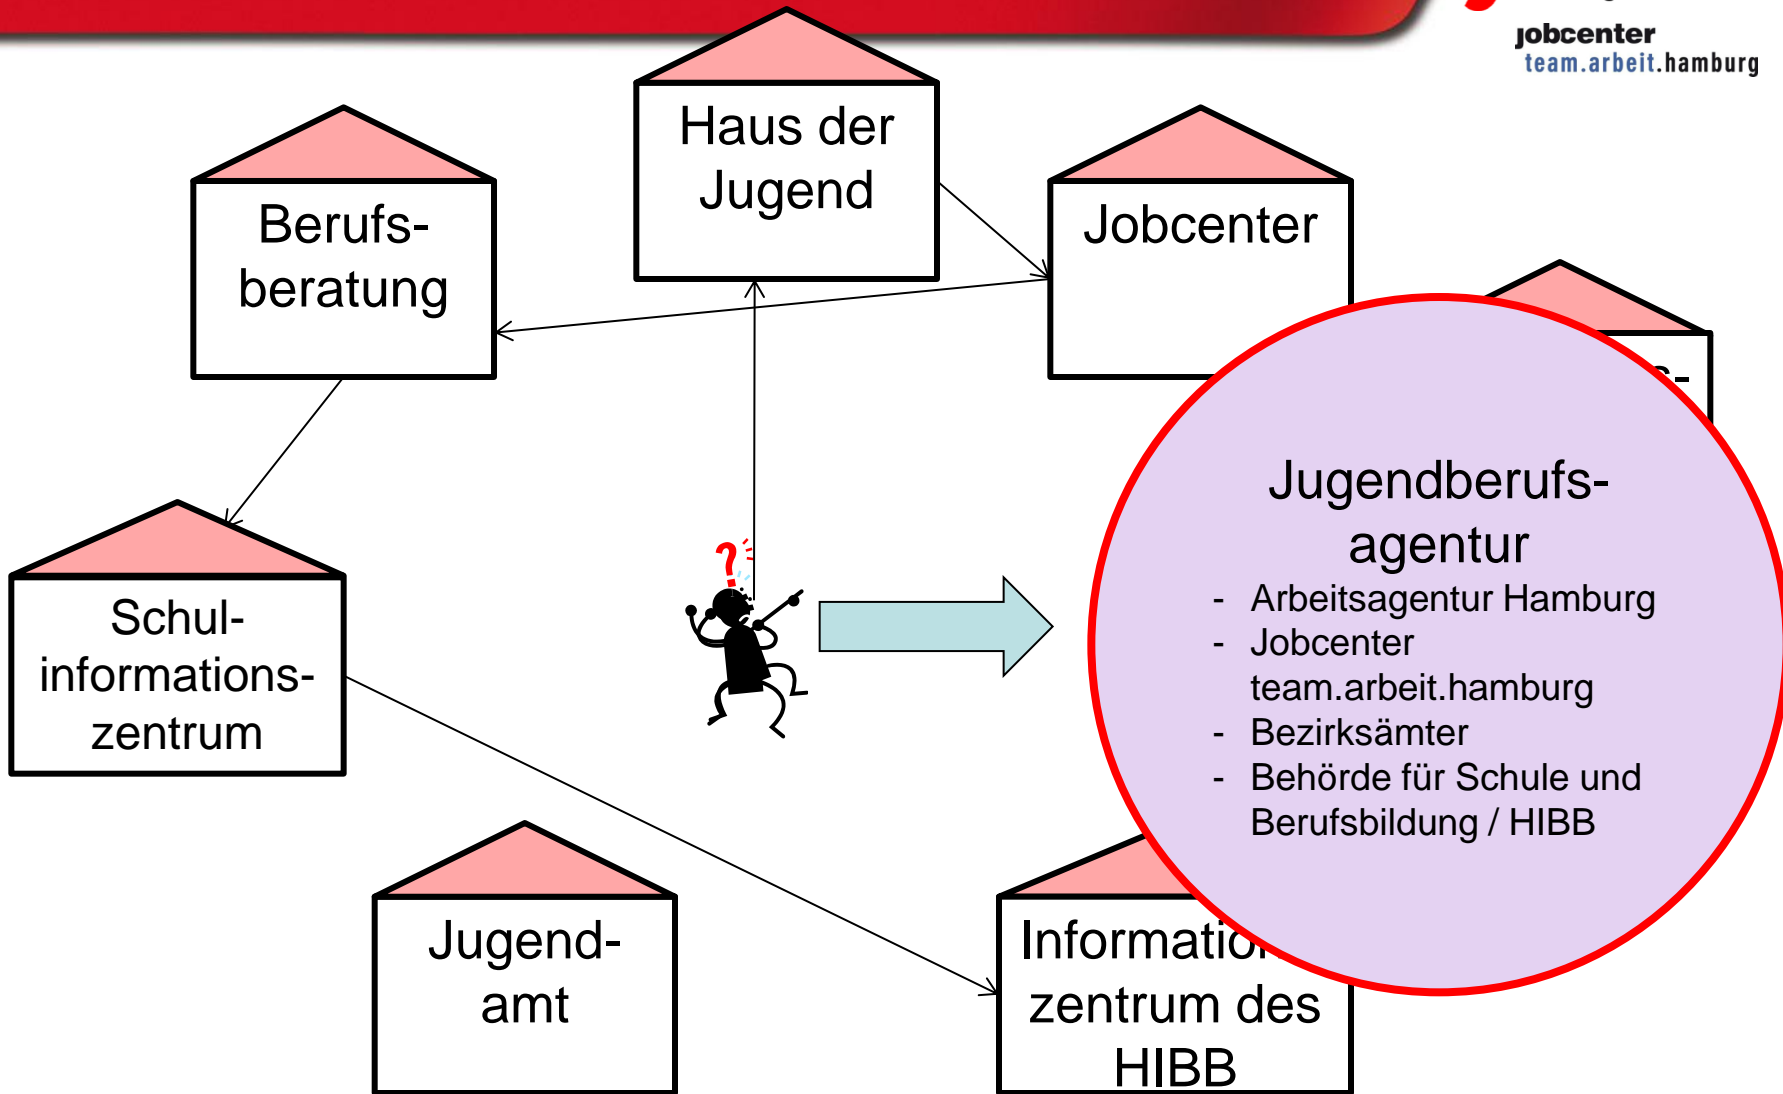 jobcenter
team.arbeit.hamburg
Haus der
Jugend
Berufs-
beratung
Jobcenter
Schul-
informations-
zentrum
?
Jugendberufs-
agentur
- Arbeitsagentur Hamburg
- Jobcenter
team.arbeit.hamburg
- Bezirksämter
- Behörde für Schule und
Berufsbildung / HIBB
Jugend-
amt
zentrum des
HIBB